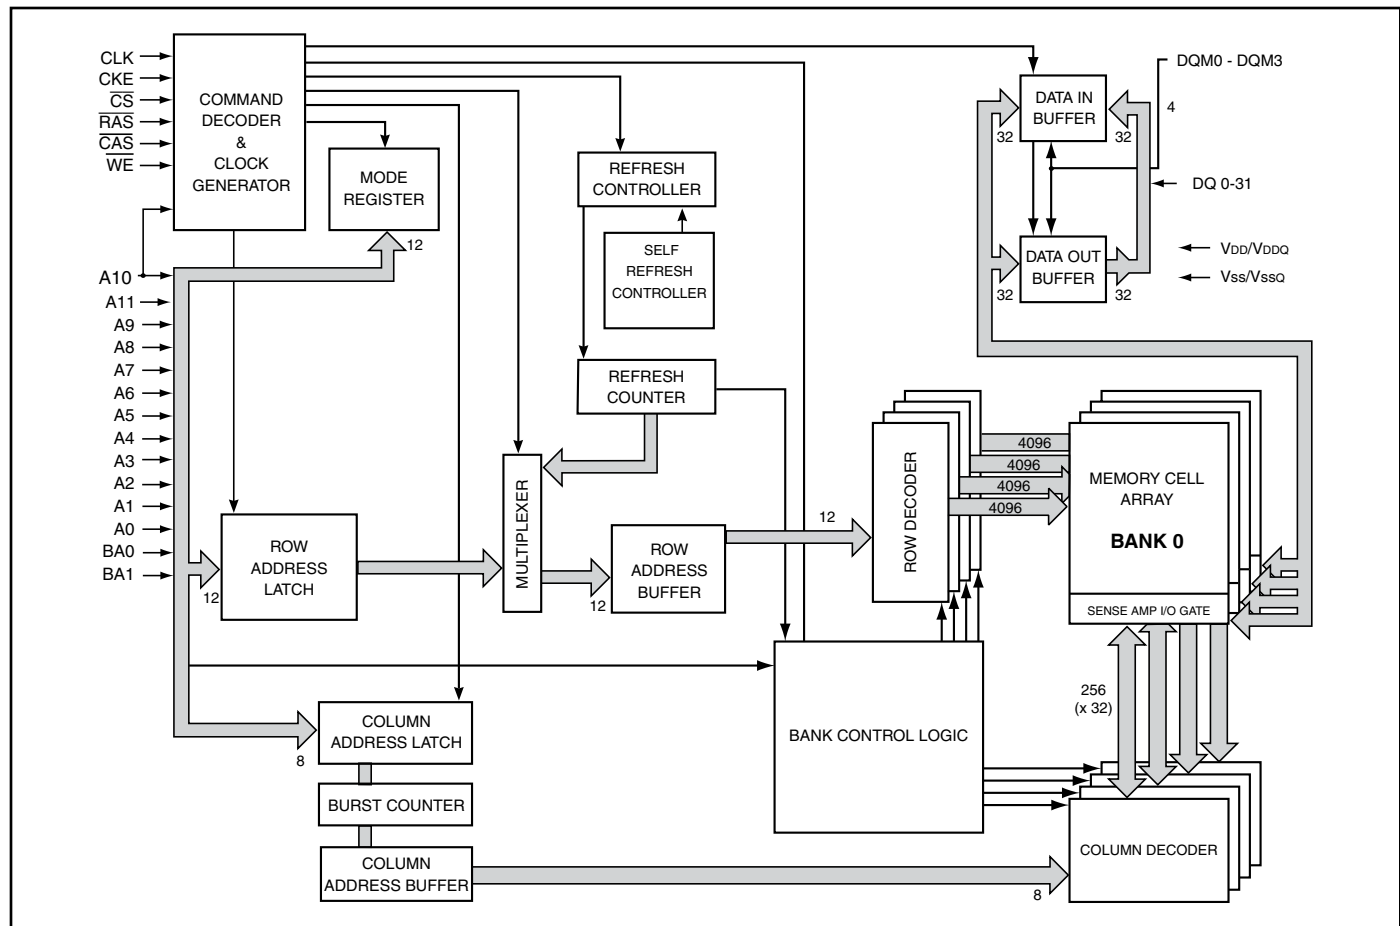 CLK
CKE
CS
RAS
CAS
WE
COMMAND
DECODER
&
CLOCK
GENERATOR
MODE
REGISTER
12
REFRESH
CONTROLLER
SELF
REFRESH
CONTROLLER
REFRESH
COUNTER
DATA IN
BUFFER
32
32
DQM0 - DQM3
4
DQ 0-31
DATA OUT
BUFFER
32
32
VDD/VDDQ
Vss/VssQ
A10
A11
A9
A8
A7
A6
A5
A4
A3
A2
A1
A0
BA0
BA1
12
ROW
ADDRESS
LATCH
MULTIPLEXER
12
ROW
ADDRESS
BUFFER
12
ROW DECODER
4096
4096
4096
4096
MEMORY CELL
ARRAY
BANK 0
SENSE AMP I/O GATE
256
(x 32)
BANK CONTROL LOGIC
8
COLUMN
ADDRESS LATCH
BURST COUNTER
COLUMN
ADDRESS BUFFER
8
COLUMN DECODER